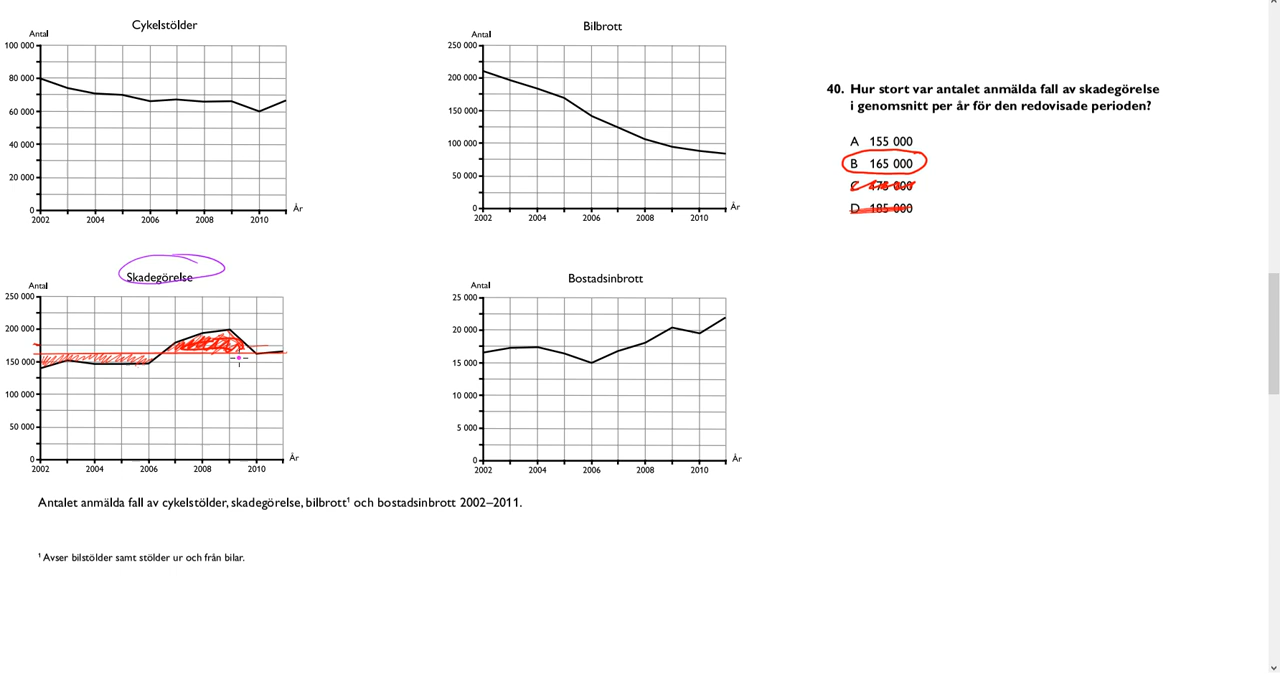 Cykelstölder
Antal
100 000
80 000
60 000
40 000
20 000
0
2002 2004 2006 2008 2010
År
Bilbrott
Antal
250 000
200 000
150 000
100 000
50 000
0
2002 2004 2006 2008 2010
År
40. Hur stort var antalet anmälda fall av skadegörelse
i genomsnitt per år för den redovisade perioden?
A 155 000
B 165 000
C 175 000
D 185 000
Skadegörelse
Antal
250 000
200 000
150 000
100 000
50 000
0
2002 2004 2006 2008 2010
År
Bostadsinbrott
Antal
25 000
20 000
15 000
10 000
5 000
0
2002 2004 2006 2008 2010
År
Antalet anmälda fall av cykelstölder, skadegörelse, bilbrott¹ och bostadsinbrott 2002–2011.
¹ Avser bilstölder samt stölder ur och från bilar.